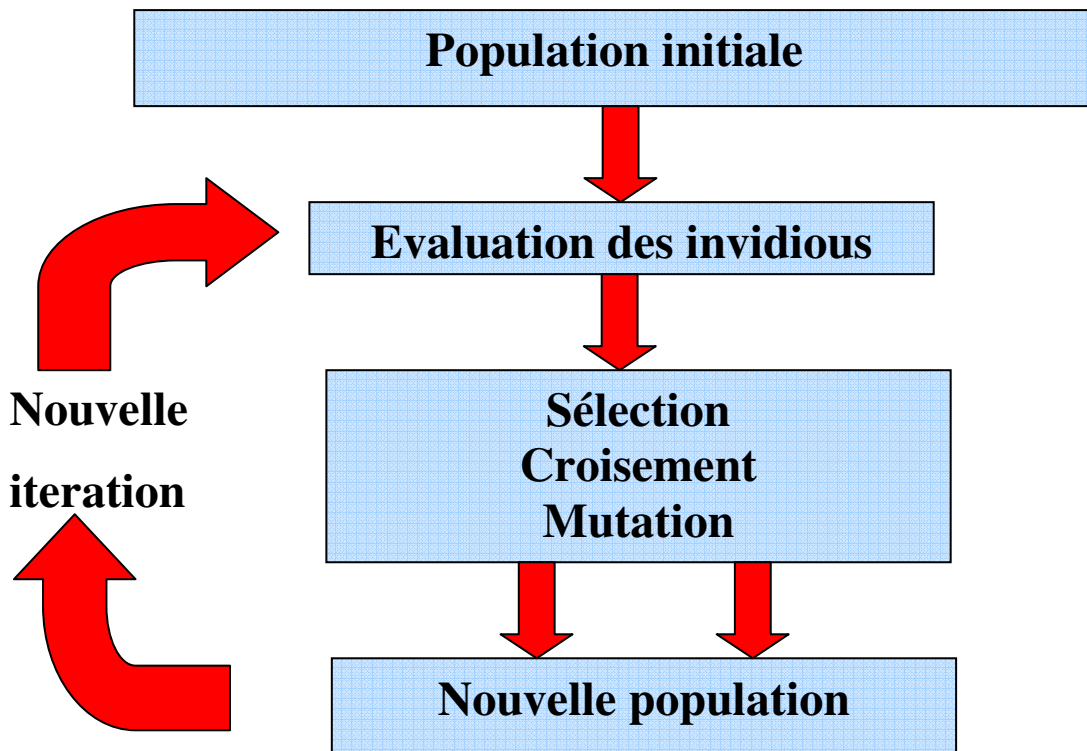 Population initiale
Evaluation des invidious
Sélection
Croisement
Mutation
Nouvelle
iteration
Nouvelle population